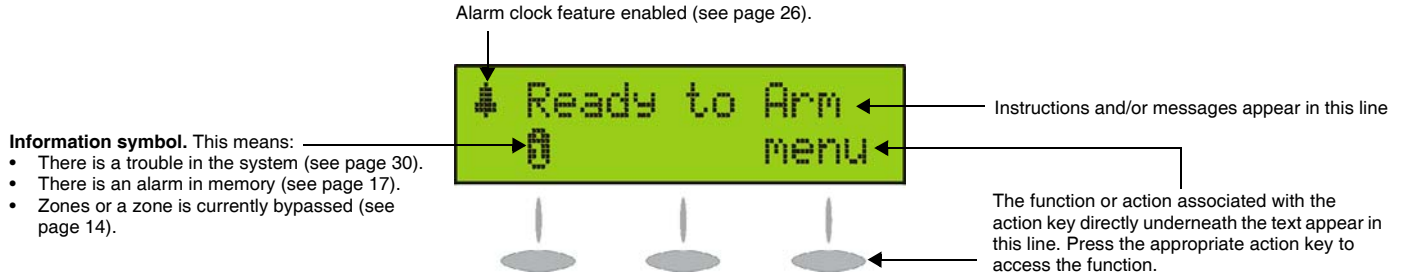 Alarm clock feature enabled (see page 26).
Ready to Arm
menu
Instructions and/or messages appear in this line
Information symbol. This means:
• There is a trouble in the system (see page 30).
• There is an alarm in memory (see page 17).
• Zones or a zone is currently bypassed (see
page 14).
The function or action associated with the
action key directly underneath the text appear in
this line. Press the appropriate action key to
access the function.